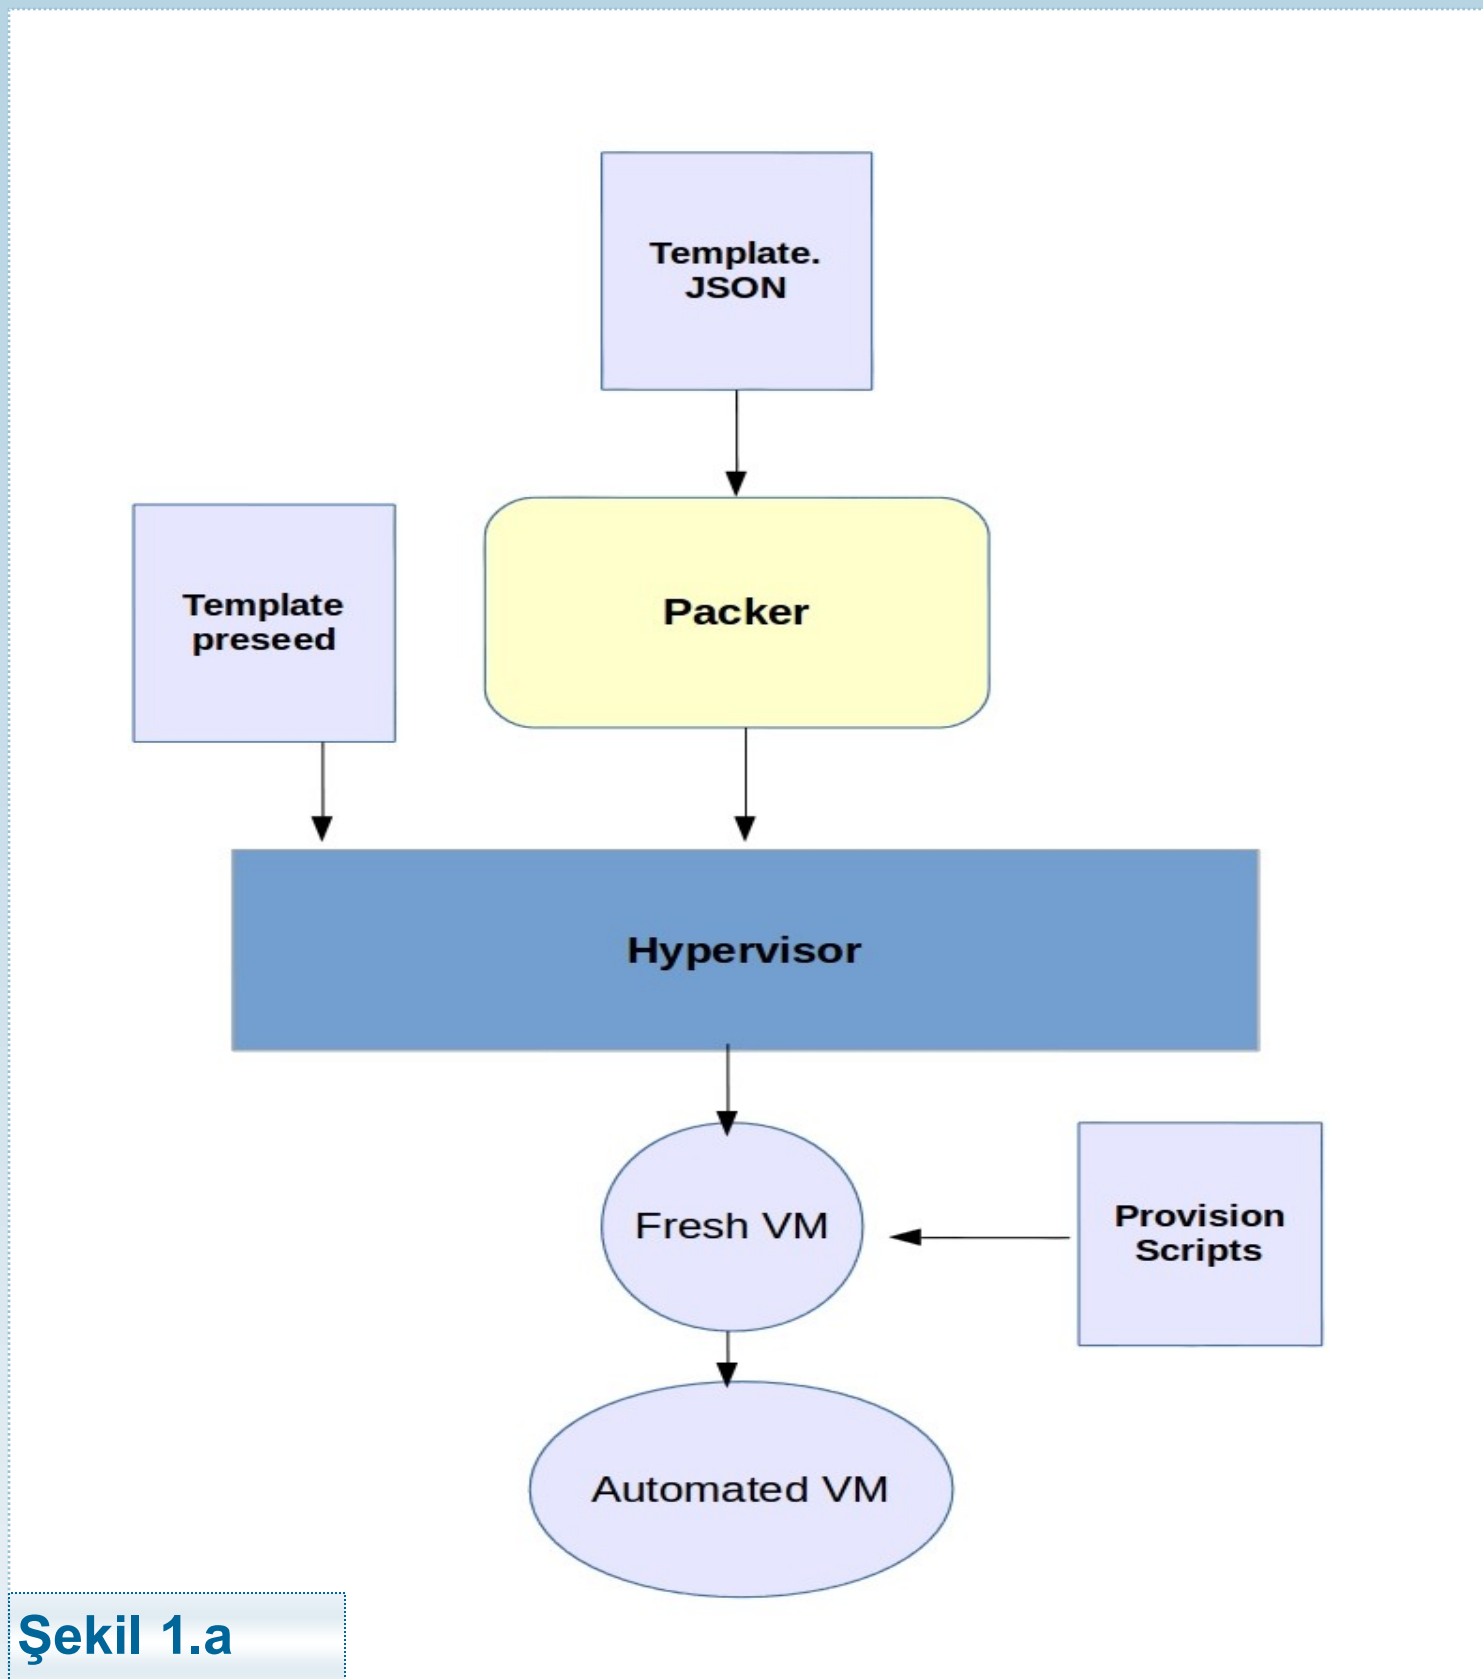 Template.
JSON
Template
preseed
Packer
Hypervisor
Fresh VM
Provision
Scripts
Automated VM
Şekil 1.a